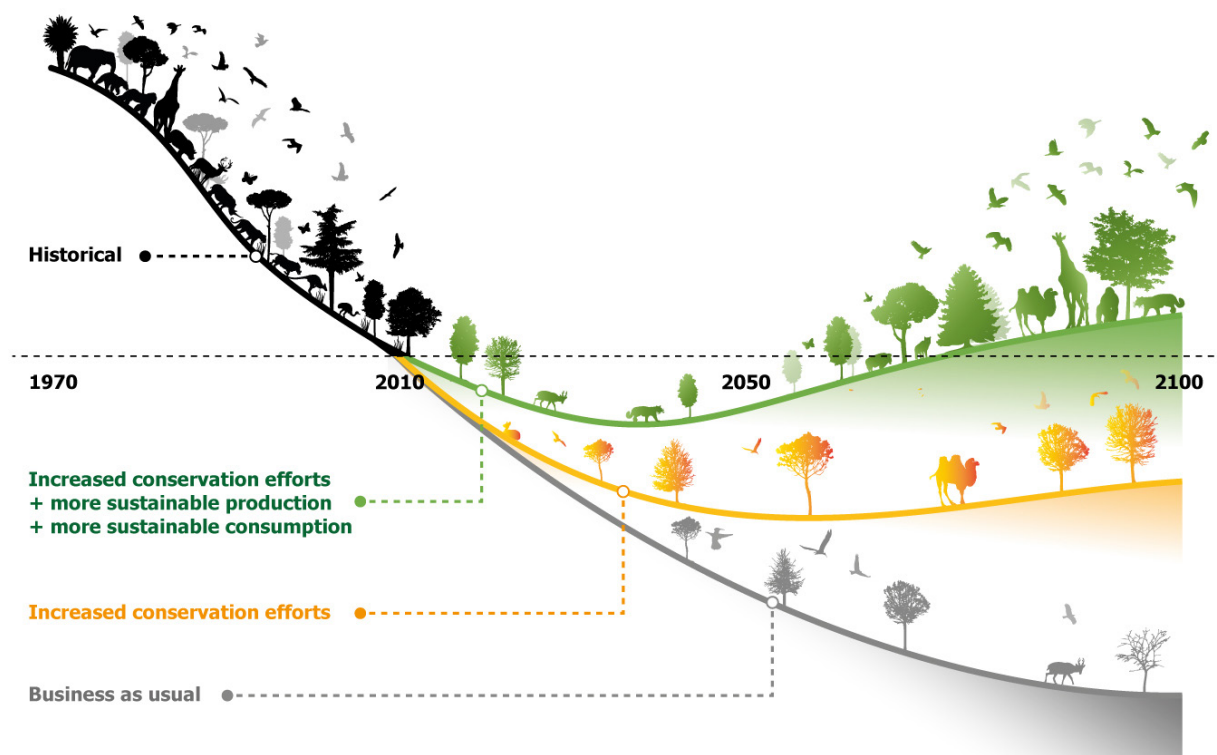 Historical
1970
2010
2050
2100
Increased conservation efforts
+ more sustainable production
+ more sustainable consumption
Increased conservation efforts
Business as usual